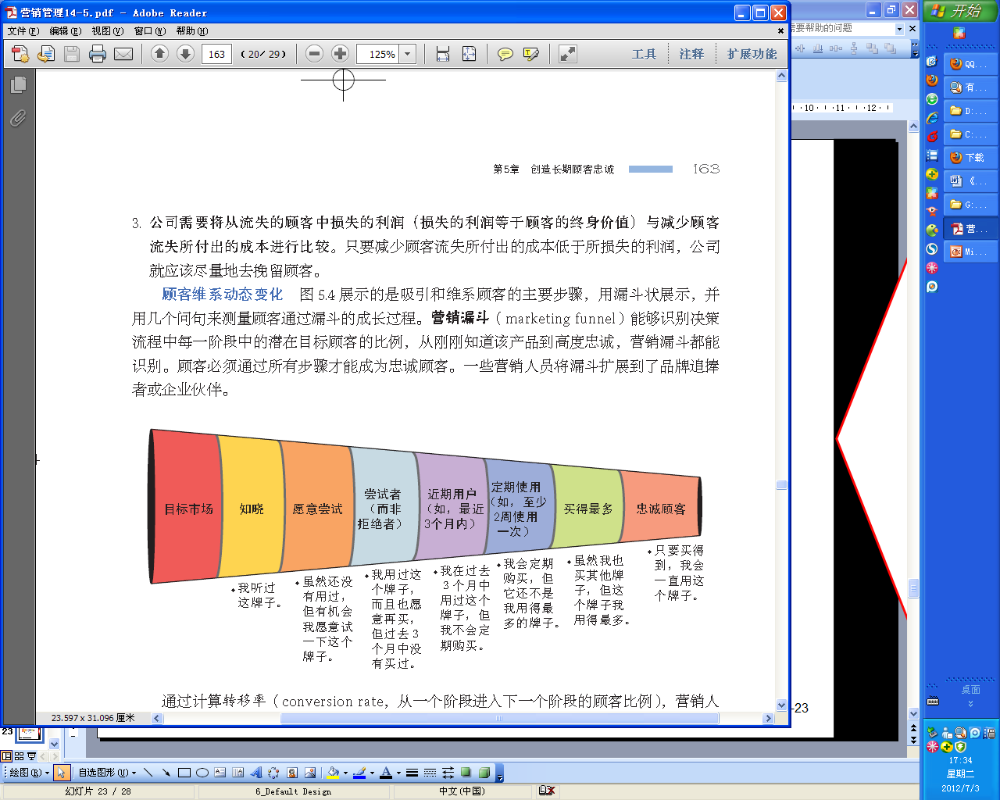 营销管理14-5.pdf - Adobe Reader
文件(F) 编辑(E) 视图(V) 窗口(W) 帮助(H)
163 (20/29) 125% 工具 注释 扩展功能
第5章 创造长期顾客忠诚 163
3. 公司需要将从流失的顾客中损失的利润（损失的利润等于顾客的终身价值）与减少顾客
流失所付出的成本进行比较。只要减少顾客流失所付出的成本低于所损失的利润，公司
就应该尽量地去挽留顾客。
顾客维系动态变化 图 5.4 展示的是吸引和维系顾客的主要步骤，用漏斗状展示，并
用几个问句来测量顾客通过漏斗的成长过程。营销漏斗（marketing funnel）能够识别决策
流程中每一阶段中的潜在目标顾客的比例，从刚刚知道该产品到高度忠诚，营销漏斗都能
识别。顾客必须通过所有步骤才能成为忠诚顾客。一些营销人员将漏斗扩展到了品牌追捧
者或企业伙伴。
目标市场
知晓
愿意尝试
尝试者
（而非
拒绝者）
近期用户
（如，最近
3个月内）
定期使用
（如，至少
2周使用
一次）
买得最多
忠诚顾客
• 我听过
这牌子。
• 虽然还没
有用过，
但有机会
我愿意试
一下这个
牌子。
• 我用过这
个牌子，
而且也愿
意再买，
但过去 3
个月中没
有买过。
• 我在过去
3 个月中
用过这个
牌子，但
我不会定
期购买。
• 我会定期
购买，但
它还不是
我用得最
多的牌子。
• 虽然我也
买其他牌
子，但这
个牌子我
用得最多。
• 只要买得
到，我会
一直用这
个牌子。
通过计算转移率（conversion rate，从一个阶段进入下一个阶段的顾客比例），营销人
23.597 x 31.096 厘米
需要帮助的问题
10 11 12
-23
23
绘图(R) 自选图形(U)
幻灯片 23 / 28 6_Default Design 中文(中国)
开始
QQ...
有...
D:...
C:...
下载
《...
G:...
营...
Mi...
桌面
17:34
星期二
2012/7/3